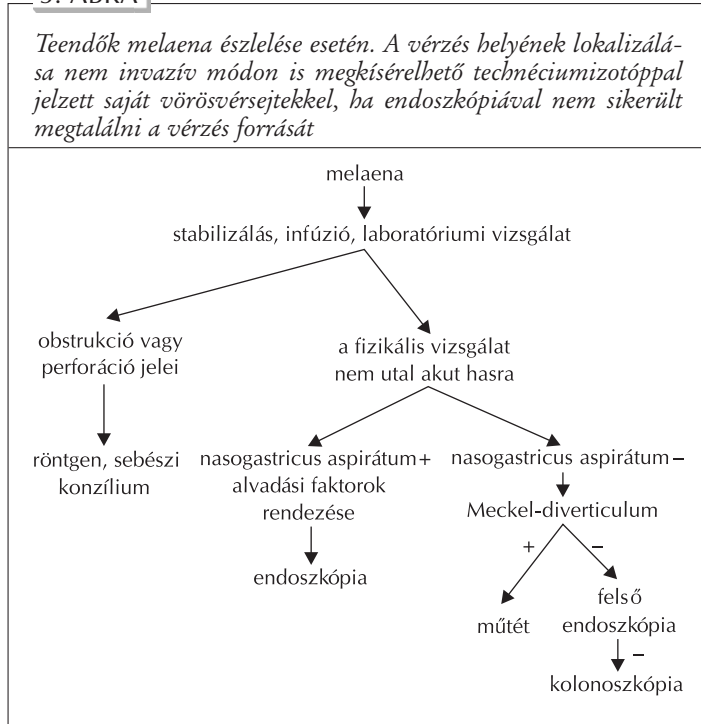 3. ÁBRA
Teendők melaena észlelése esetén. A vérzés helyének lokalizálá-
sa nem invazív módon is megkísérelhető technéciumizotóppal
jelzett saját vörösvérsejtekkel, ha endoszkópiával nem sikerült
megtalálni a vérzés forrását
melaena
stabilizálás, infúzió, laboratóriumi vizsgálat
obstrukció vagy
perforáció jelei
a fizikális vizsgálat
nem utal akut hasra
röntgen, sebészi
konzílium
nasogastricus aspirátum+
alvadási faktorok
rendezése
endoszkópia
nasogastricus aspirátum–
Meckel-diverticulum
+
–
műtét
felső
endoszkópia
–
kolonoszkópia